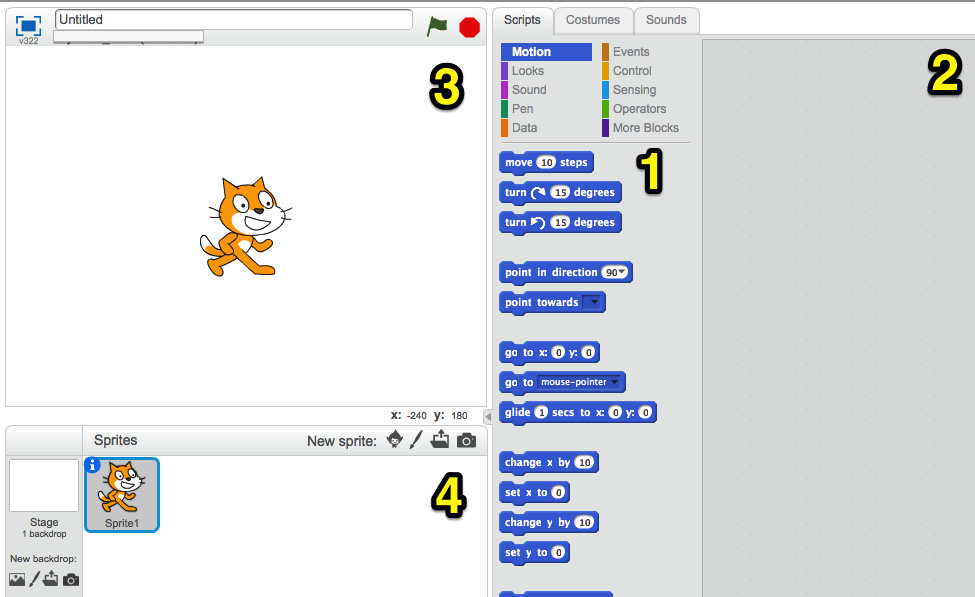 Untitled
v322
3
x: -240 y: 180
Sprites
New sprite:
Stage
1 backdrop
New backdrop:
Sprite1
4
Scripts
Costumes
Sounds
Motion
Events
Looks
Control
Sound
Sensing
Pen
Operators
Data
More Blocks
1
move 10 steps
turn 15 degrees
turn 15 degrees
point in direction 90
point towards
go to x: 0 y: 0
go to mouse-pointer
glide 1 secs to x: 0 y: 0
change x by 10
set x to 0
change y by 10
set y to 0
2